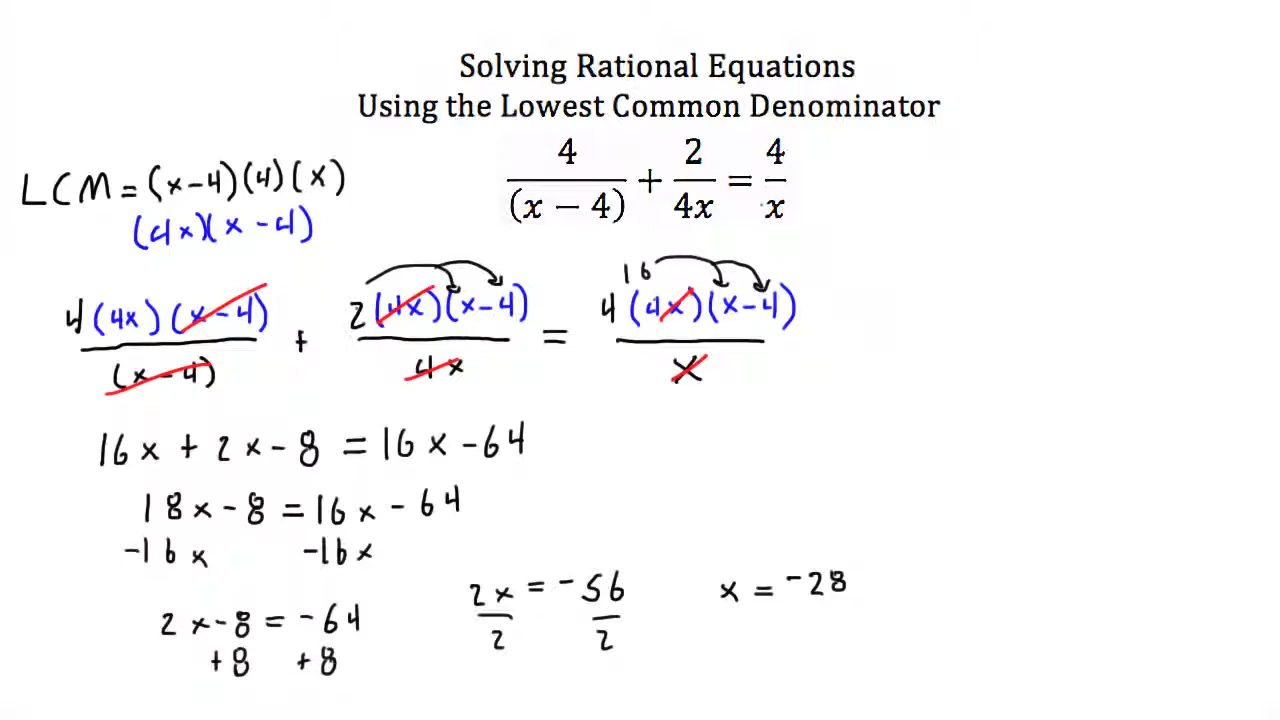 Solving Rational Equations
Using the Lowest Common Denominator
4/(x − 4) + 2/4x = 4/x
LCM = (x-4)(4)(x)
(4x)(x-4)
16
4(4x)(x-4)/(x-4) + 2(4x)(x-4)/4x = 4(4x)(x-4)/x
16x + 2x - 8 = 16x - 64
18x - 8 = 16x - 64
-16x -16x
2x - 8 = -64
+8 +8
2x/2 = -56/2
x = -28